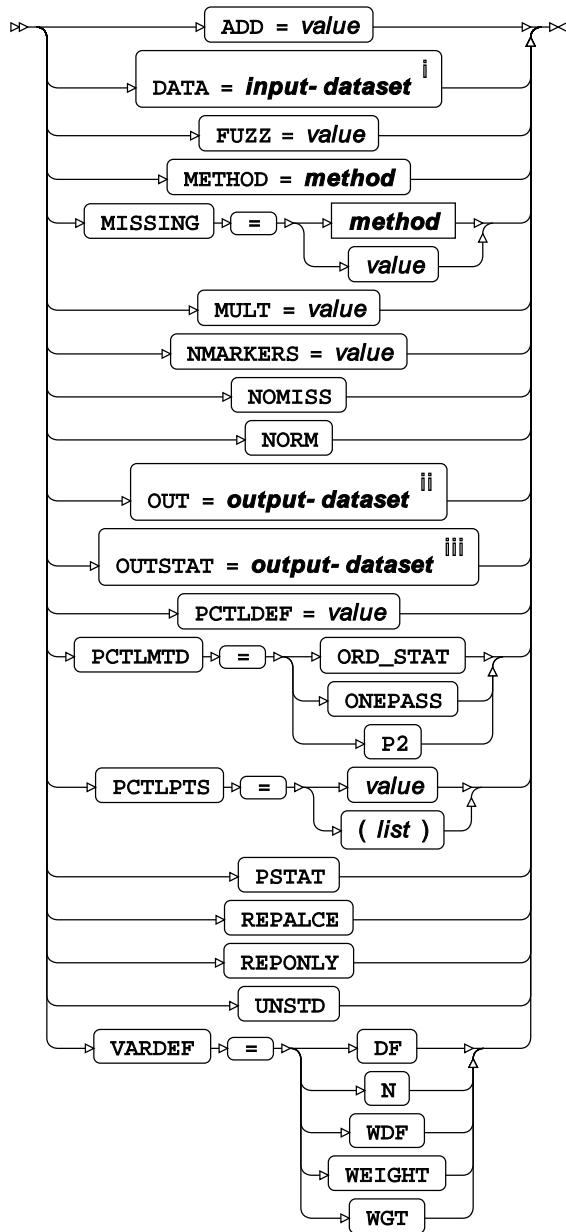 ADD = value
DATA = input- dataset i
FUZZ = value
METHOD = method
MISSING = method
value
MULT = value
NMARKERS = value
NOMISS
NORM
OUT = output- dataset ii
OUTSTAT = output- dataset iii
PCTLDEF = value
PCTLMTD = ORD_STAT
ONEPASS
P2
PCTLPTS = value
( list )
PSTAT
REPALCE
REPONLY
UNSTD
VARDEF = DF
N
WDF
WEIGHT
WGT